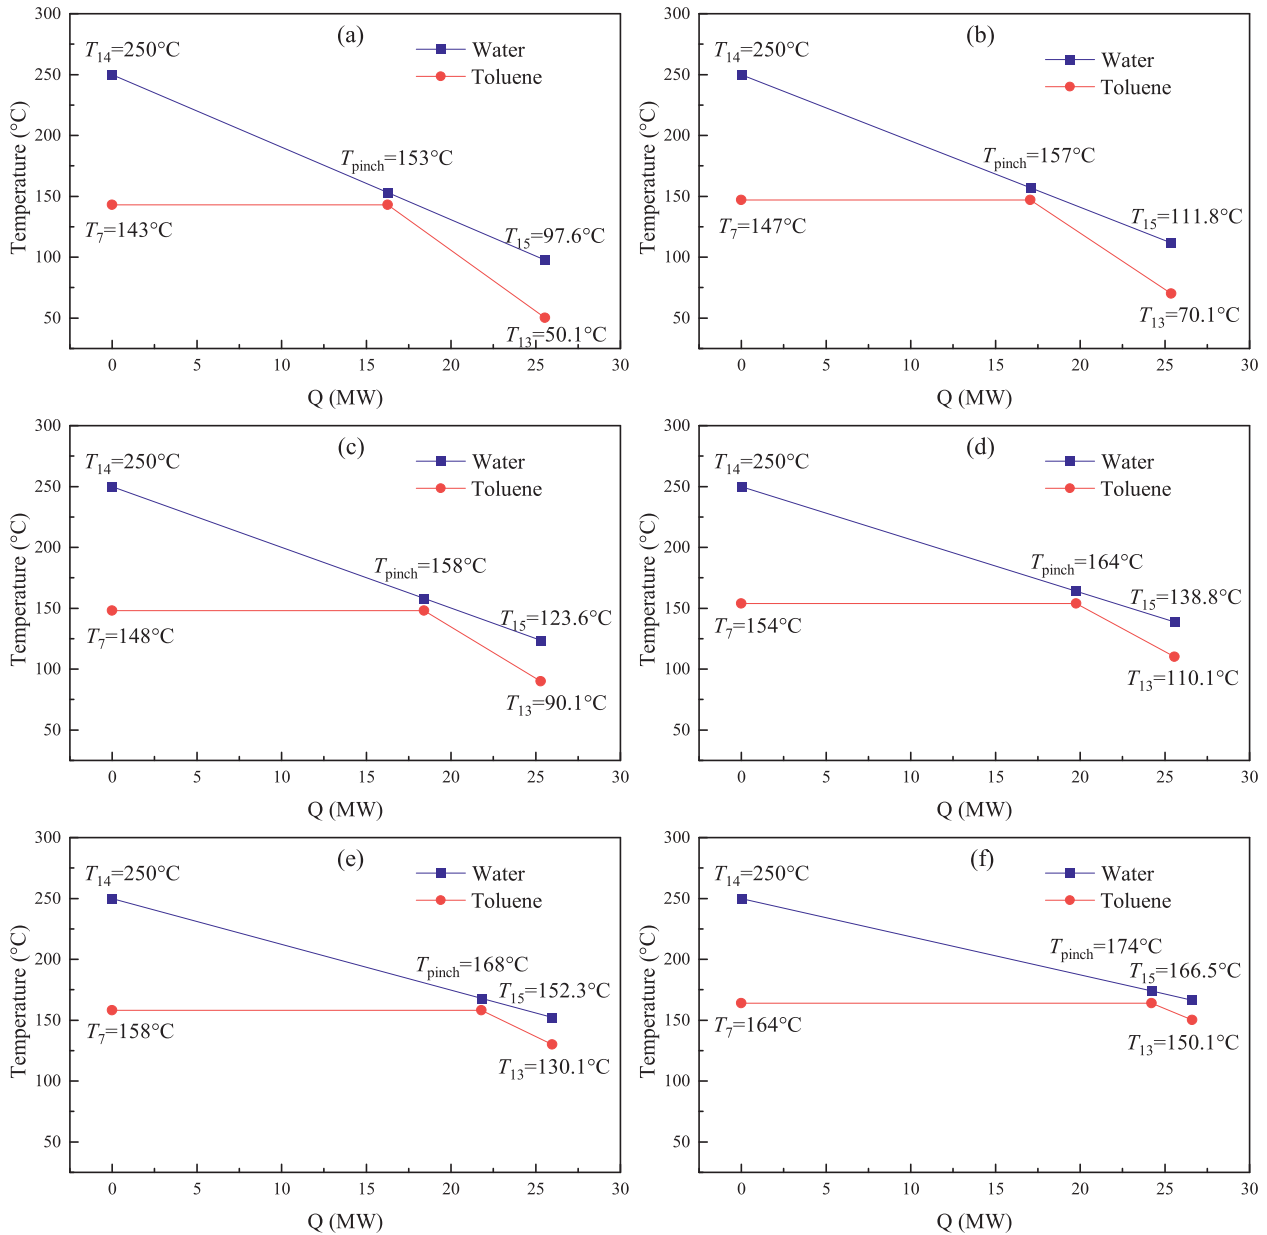 (a)
T14=250°C
Water
Toluene
Tpinch=153°C
T7=143°C
T15=97.6°C
T13=50.1°C
300
250
200
150
100
50
0
5
10
15
20
25
30
Temperature (°C)
Q (MW)
(b)
T14=250°C
Water
Toluene
Tpinch=157°C
T7=147°C
T15=111.8°C
T13=70.1°C
300
250
200
150
100
50
0
5
10
15
20
25
30
Temperature (°C)
Q (MW)
(c)
T14=250°C
Water
Toluene
Tpinch=158°C
T7=148°C
T15=123.6°C
T13=90.1°C
300
250
200
150
100
50
0
5
10
15
20
25
30
Temperature (°C)
Q (MW)
(d)
T14=250°C
Water
Toluene
Tpinch=164°C
T7=154°C
T15=138.8°C
T13=110.1°C
300
250
200
150
100
50
0
5
10
15
20
25
30
Temperature (°C)
Q (MW)
(e)
T14=250°C
Water
Toluene
Tpinch=168°C
T7=158°C
T15=152.3°C
T13=130.1°C
300
250
200
150
100
50
0
5
10
15
20
25
30
Temperature (°C)
Q (MW)
(f)
T14=250°C
Water
Toluene
Tpinch=174°C
T7=164°C
T15=166.5°C
T13=150.1°C
300
250
200
150
100
50
0
5
10
15
20
25
30
Temperature (°C)
Q (MW)